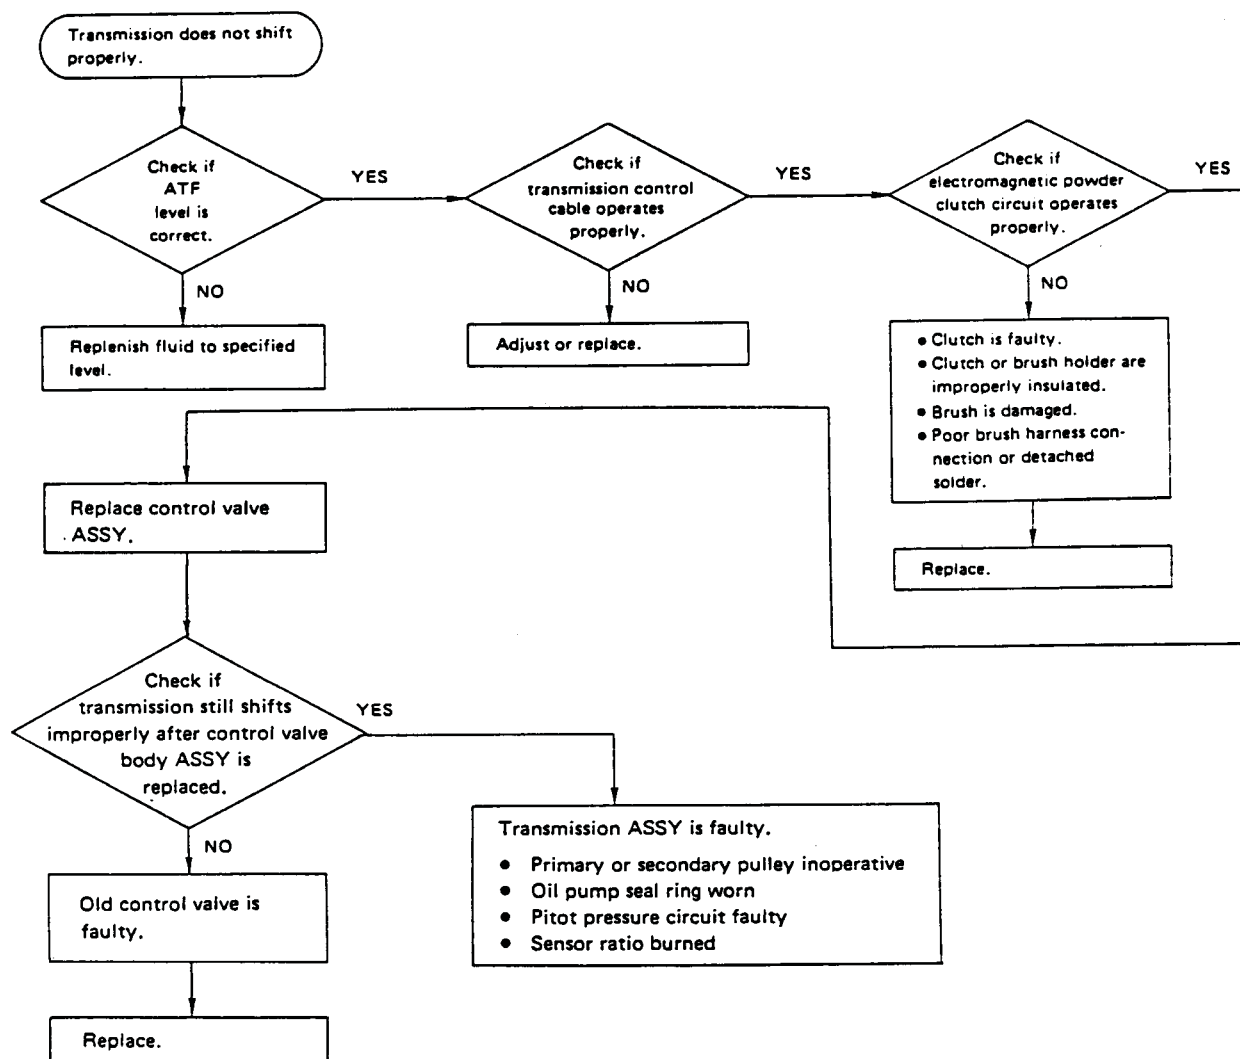 Transmission does not shift
properly.
Check if
ATF
level is
correct.
YES
NO
Replenish fluid to specified
level.
Check if
transmission control
cable operates
properly.
YES
NO
Adjust or replace.
Check if
electromagnetic powder
clutch circuit operates
properly.
YES
NO
• Clutch is faulty.
• Clutch or brush holder are
improperly insulated.
• Brush is damaged.
• Poor brush harness con-
nection or detached
solder.
Replace.
Replace control valve
ASSY.
Check if
transmission still shifts
improperly after control valve
body ASSY is
replaced.
YES
NO
Transmission ASSY is faulty.
• Primary or secondary pulley inoperative
• Oil pump seal ring worn
• Pitot pressure circuit faulty
• Sensor ratio burned
Old control valve is
faulty.
Replace.